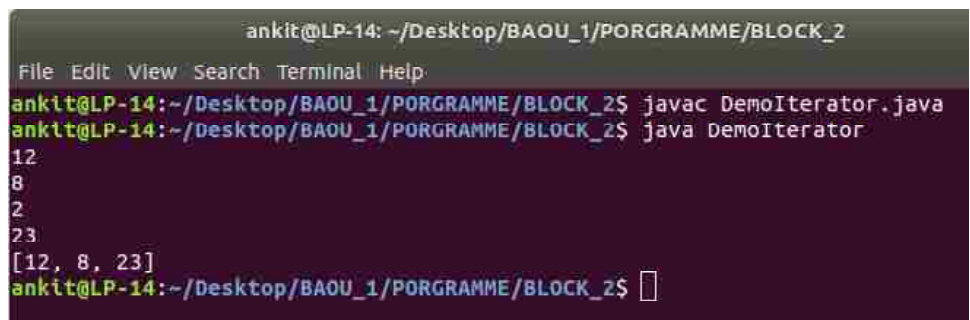 ankit@LP-14: ~/Desktop/BAOU_1/PORGRAMME/BLOCK_2
File Edit View Search Terminal Help
ankit@LP-14:~/Desktop/BAOU_1/PORGRAMME/BLOCK_2$ javac DemoIterator.java
ankit@LP-14:~/Desktop/BAOU_1/PORGRAMME/BLOCK_2$ java DemoIterator
12
8
2
23
[12, 8, 23]
ankit@LP-14:~/Desktop/BAOU_1/PORGRAMME/BLOCK_2$